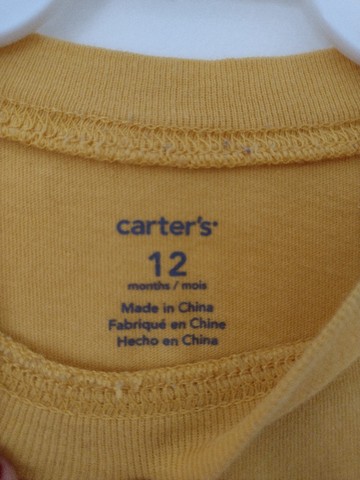 carter's
12
months / mois
Made in China
Fabriqué en Chine
Hecho en China